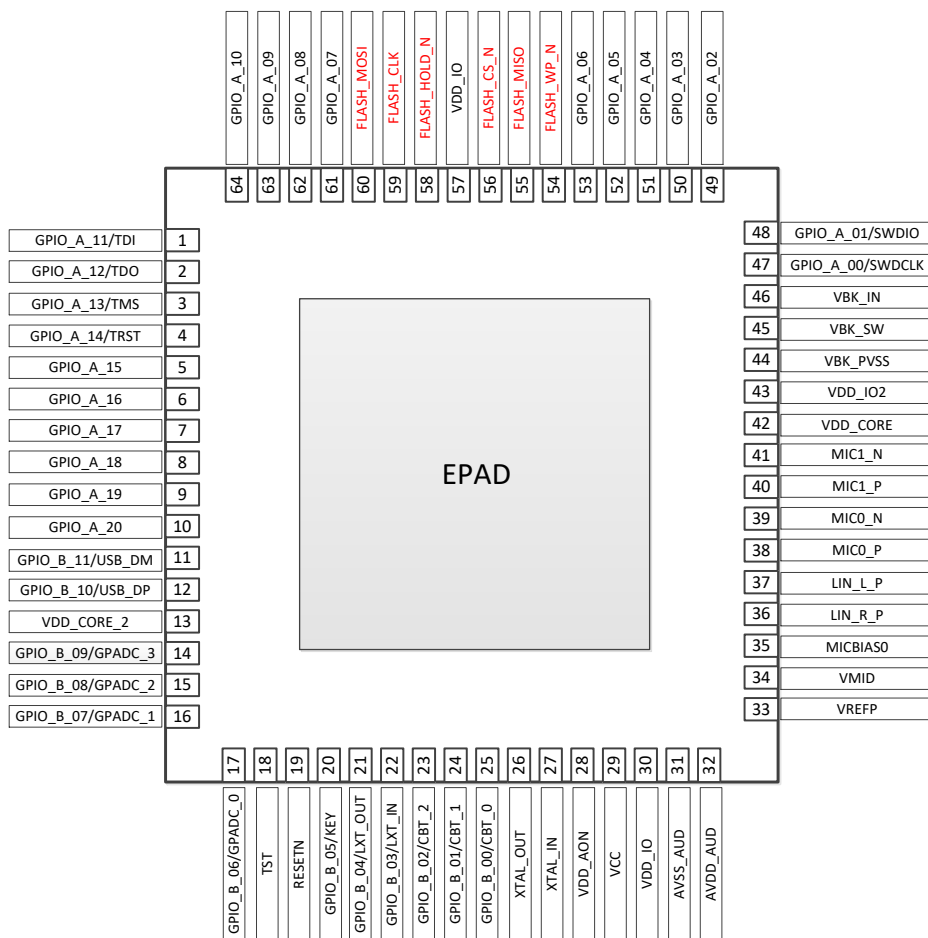 GPIO_A_10
GPIO_A_09
GPIO_A_08
GPIO_A_07
FLASH_MOSI
FLASH_CLK
FLASH_HOLD_N
VDD_IO
FLASH_CS_N
FLASH_MISO
FLASH_WP_N
GPIO_A_06
GPIO_A_05
GPIO_A_04
GPIO_A_03
GPIO_A_02
64
63
62
61
60
59
58
57
56
55
54
53
52
51
50
49
GPIO_A_11/TDI 1
GPIO_A_12/TDO 2
GPIO_A_13/TMS 3
GPIO_A_14/TRST 4
GPIO_A_15 5
GPIO_A_16 6
GPIO_A_17 7
GPIO_A_18 8
GPIO_A_19 9
GPIO_A_20 10
GPIO_B_11/USB_DM 11
GPIO_B_10/USB_DP 12
VDD_CORE_2 13
GPIO_B_09/GPADC_3 14
GPIO_B_08/GPADC_2 15
GPIO_B_07/GPADC_1 16
EPAD
48 GPIO_A_01/SWDIO
47 GPIO_A_00/SWDCLK
46 VBK_IN
45 VBK_SW
44 VBK_PVSS
43 VDD_IO2
42 VDD_CORE
41 MIC1_N
40 MIC1_P
39 MIC0_N
38 MIC0_P
37 LIN_L_P
36 LIN_R_P
35 MICBIAS0
34 VMID
33 VREFP
17
18
19
20
21
22
23
24
25
26
27
28
29
30
31
32
GPIO_B_06/GPADC_0
TST
RESETN
GPIO_B_05/KEY
GPIO_B_04/LXT_OUT
GPIO_B_03/LXT_IN
GPIO_B_02/CBT_2
GPIO_B_01/CBT_1
GPIO_B_00/CBT_0
XTAL_OUT
XTAL_IN
VDD_AON
VCC
VDD_IO
AVSS_AUD
AVDD_AUD